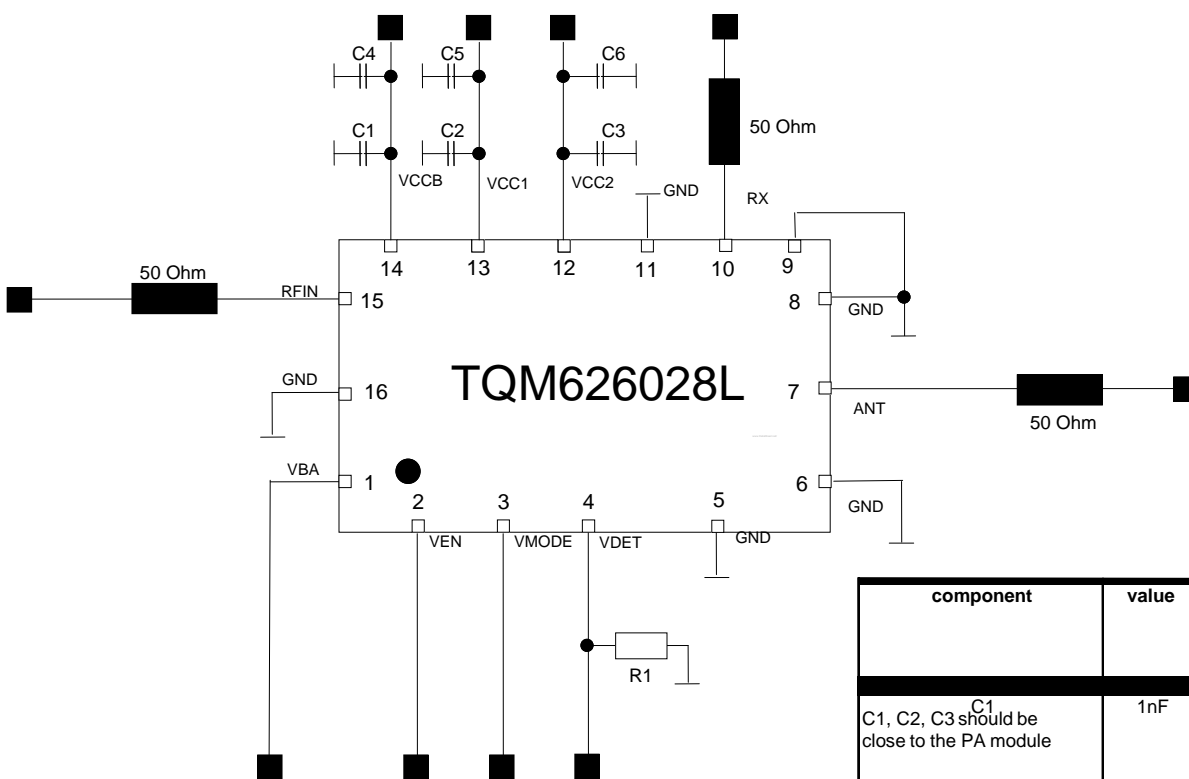 C4 C5 C6
50 Ohm
C1 C2 C3
VCCB VCC1 VCC2 GND RX
14 13 12 11 10 9
50 Ohm
RFIN 15 8 GND
TQM626028L
GND 16 7 ANT
50 Ohm
VBA 1 6 GND
2 3 4 5
VEN VMODE VDET GND
R1
component value
C1 1nF
C1, C2, C3 should be
close to the PA module